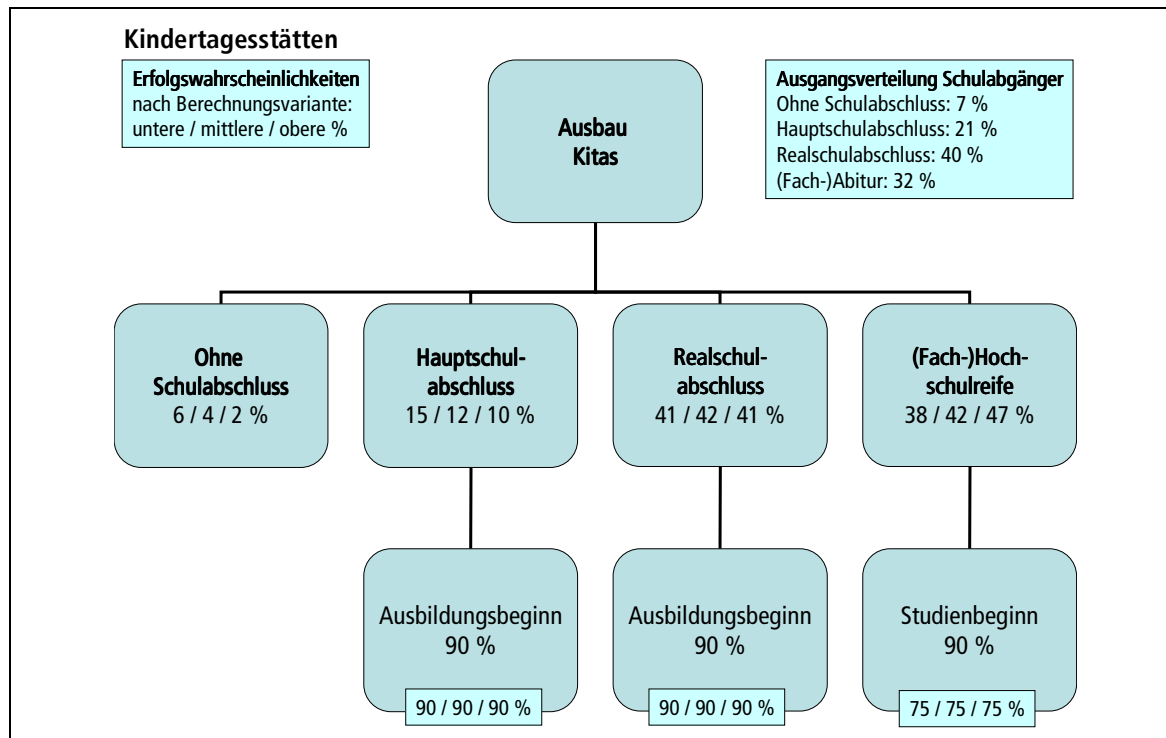 Kindertagesstätten
Erfolgswahrscheinlichkeiten
nach Berechnungsvariante:
untere / mittlere / obere %
Ausbau
Kitas
Ausgangsverteilung Schulabgänger
Ohne Schulabschluss: 7 %
Hauptschulabschluss: 21 %
Realschulabschluss: 40 %
(Fach-)Abitur: 32 %
Ohne
Schulabschluss
6 / 4 / 2 %
Hauptschul-
abschluss
15 / 12 / 10 %
Realschul-
abschluss
41 / 42 / 41 %
(Fach-)Hoch-
schulreife
38 / 42 / 47 %
Ausbildungsbeginn
90 %
90 / 90 / 90 %
Ausbildungsbeginn
90 %
90 / 90 / 90 %
Studienbeginn
90 %
75 / 75 / 75 %